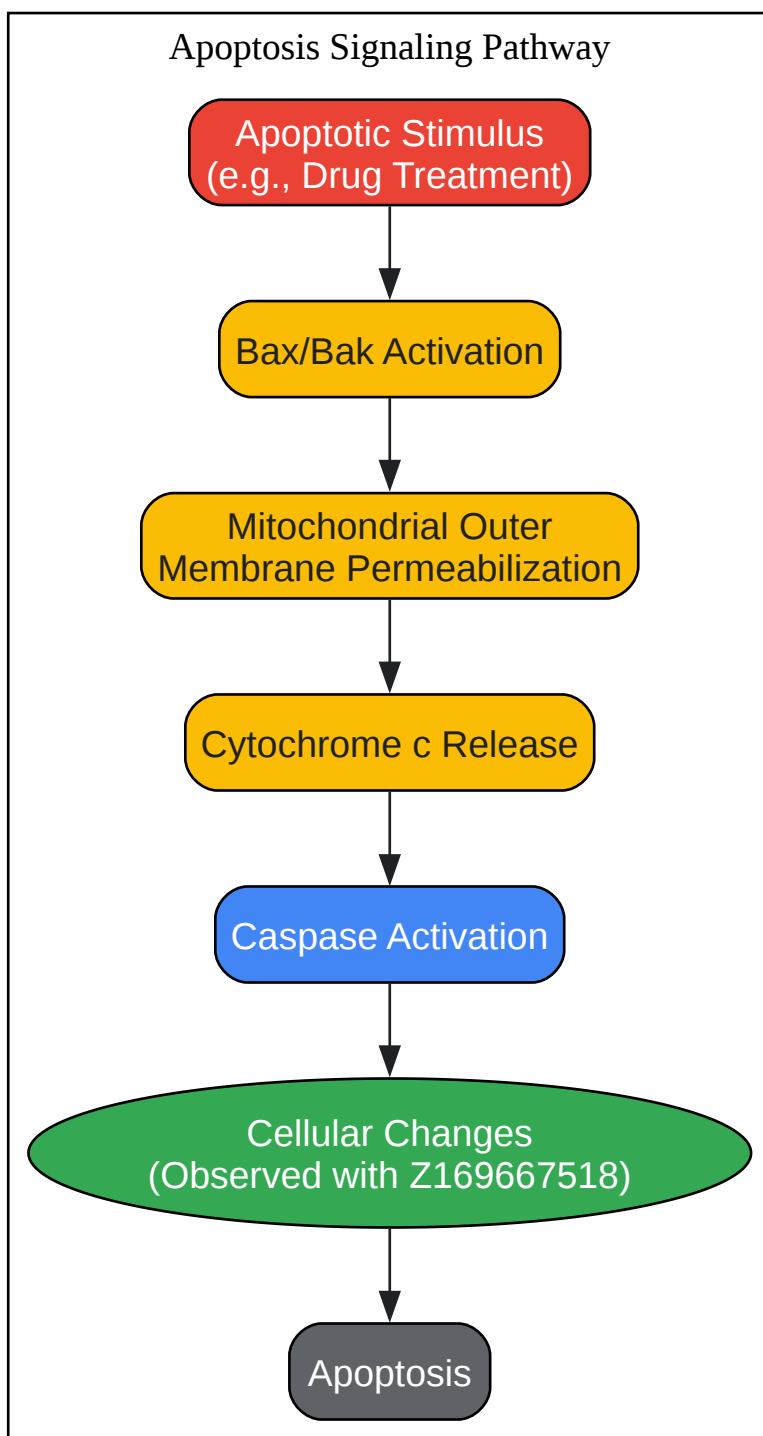 Apoptosis Signaling Pathway
Apoptotic Stimulus
(e.g., Drug Treatment)
Bax/Bak Activation
Mitochondrial Outer
Membrane Permeabilization
Cytochrome c Release
Caspase Activation
Cellular Changes
(Observed with Z169667518)
Apoptosis